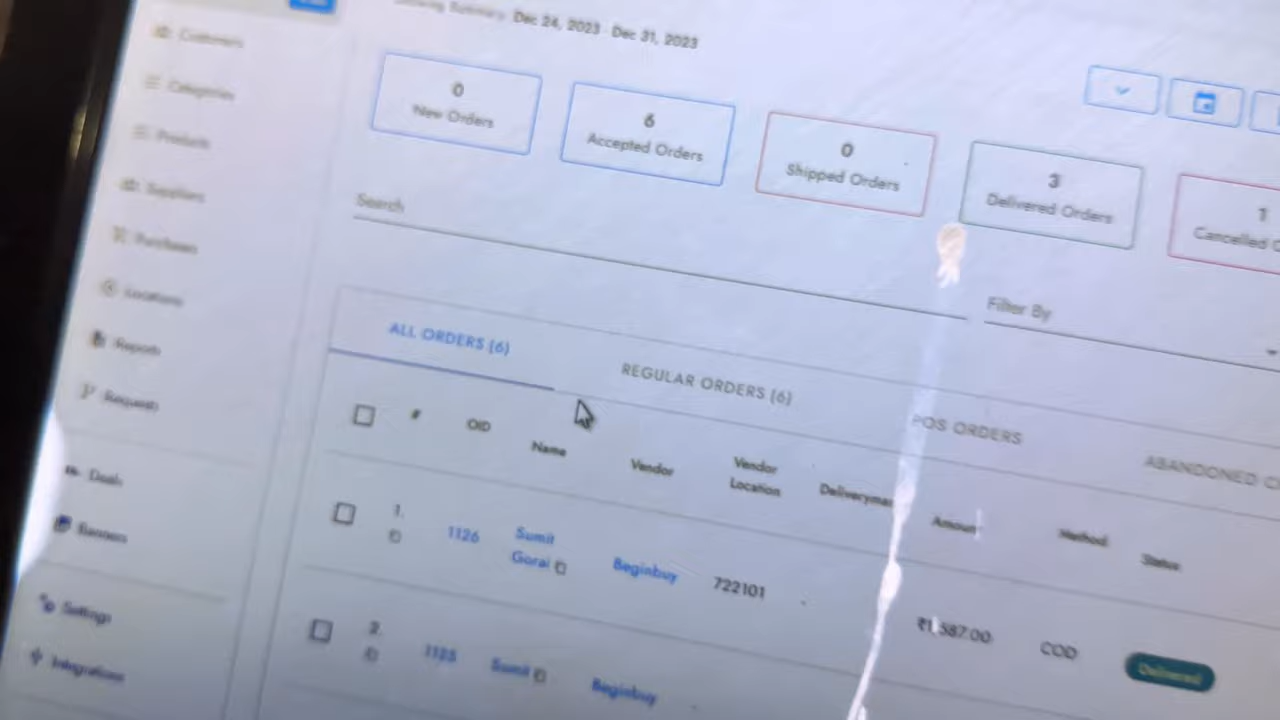 Showing Summary Dec 24, 2023 Dec 31, 2023
Customers
Categories
Products
Suppliers
Purchases
Locations
Reports
Requests
Deals
Banners
Settings
Integrations
0
New Orders
6
Accepted Orders
0
Shipped Orders
3
Delivered Orders
1
Cancelled
Search
Filter By
ALL ORDERS (6)
REGULAR ORDERS (6)
POS ORDERS
ABANDONED
#
OID
Name
Vendor
Vendor
Location
Deliveryman
Amount
Method
Status
1.
1126
Sumit
Gorai
Beginbuy
722101
587.00
COD
Delivered
2.
1125
Sumit
Beginbuy